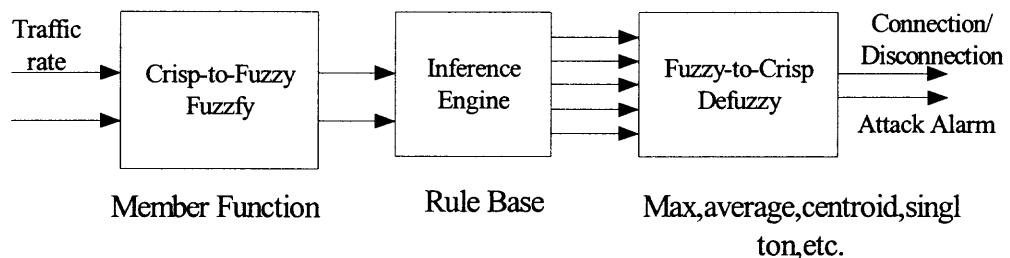 Traffic
rate
Crisp-to-Fuzzy
Fuzzfy
Member Function
Inference
Engine
Rule Base
Fuzzy-to-Crisp
Defuzzy
Max,average,centroid,singl
ton,etc.
Connection/
Disconnection
Attack Alarm